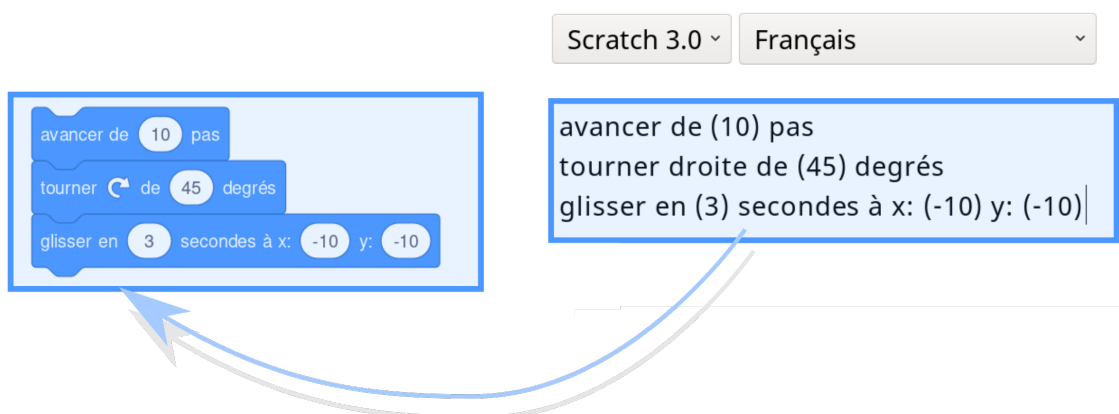 Scratch 3.0
Français
avancer de 10 pas
tourner de 45 degrés
glisser en 3 secondes à x: -10 y: -10
avancer de (10) pas
tourner droite de (45) degrés
glisser en (3) secondes à x: (-10) y: (-10)